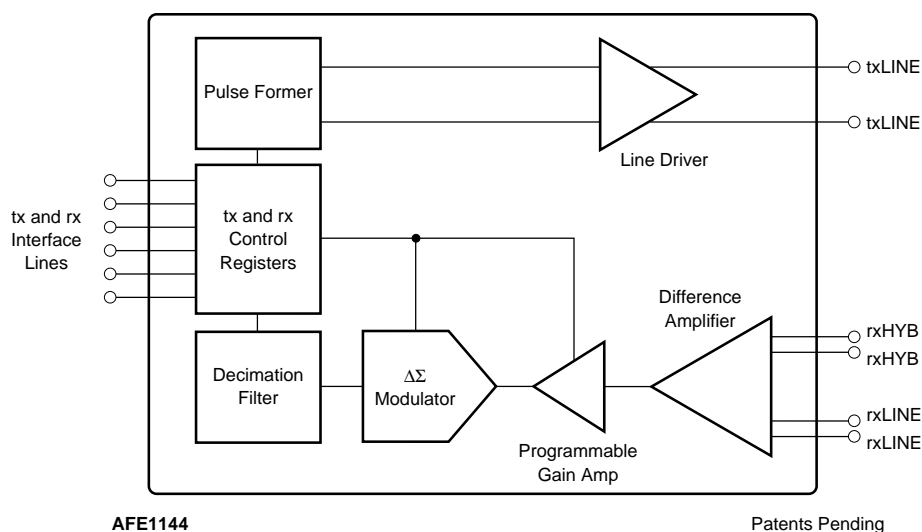 Pulse Former
txLINE
txLINE
Line Driver
tx and rx
Interface
Lines
tx and rx
Control
Registers
Difference
Amplifier
rxHYB
rxHYB
Decimation
Filter
ΔΣ
Modulator
rxLINE
rxLINE
Programmable
Gain Amp
AFE1144
Patents Pending